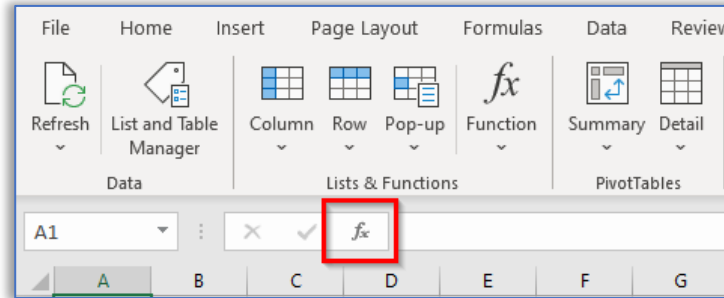 File Home Insert Page Layout Formulas Data Review
fx
Refresh List and Table Manager Column Row Pop-up Function Summary Detail
Data Lists & Functions PivotTables
A1 fx
A B C D E F G